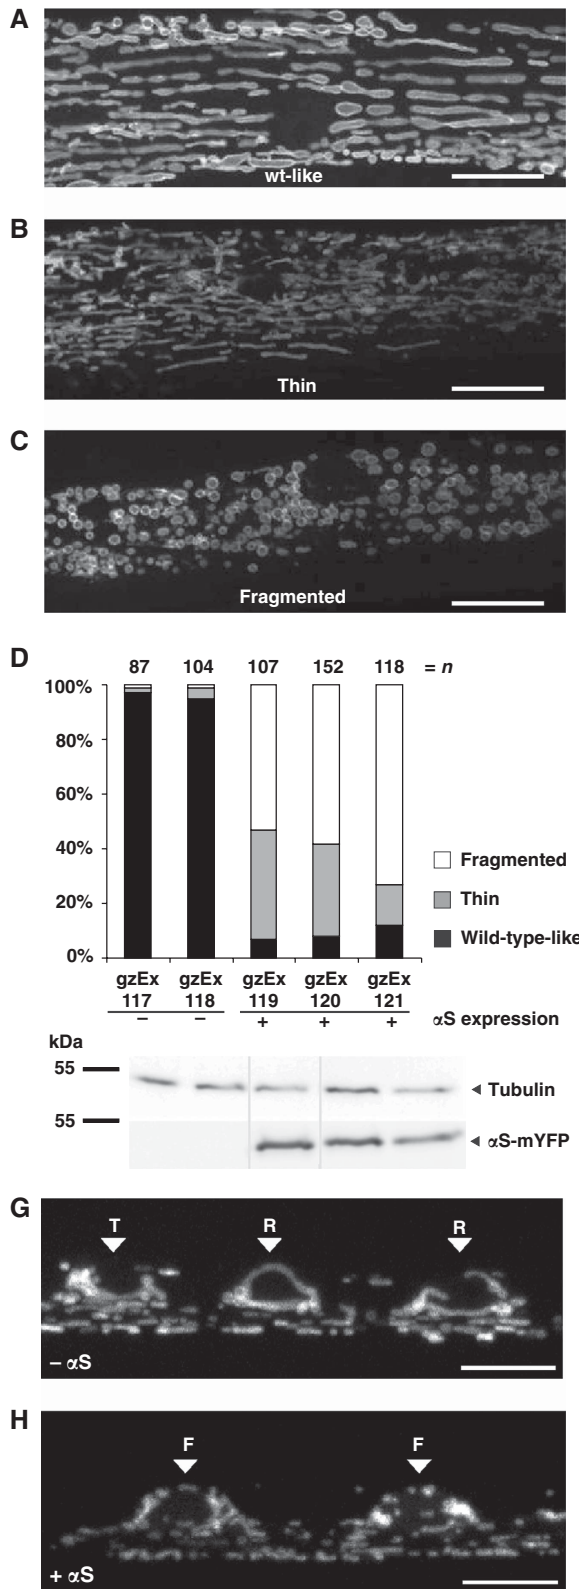 A
wt-like
B
Thin
C
Fragmented
D
87 104 107 152 118 = n
100%
80%
60%
40%
20%
0%
Fragmented
Thin
Wild-type-like
gzEx 117 gzEx 118 gzEx 119 gzEx 120 gzEx 121
– – + + + αS expression
kDa
55
Tubulin
55
αS-mYFP
G
T R R
– αS
H
F F
+ αS